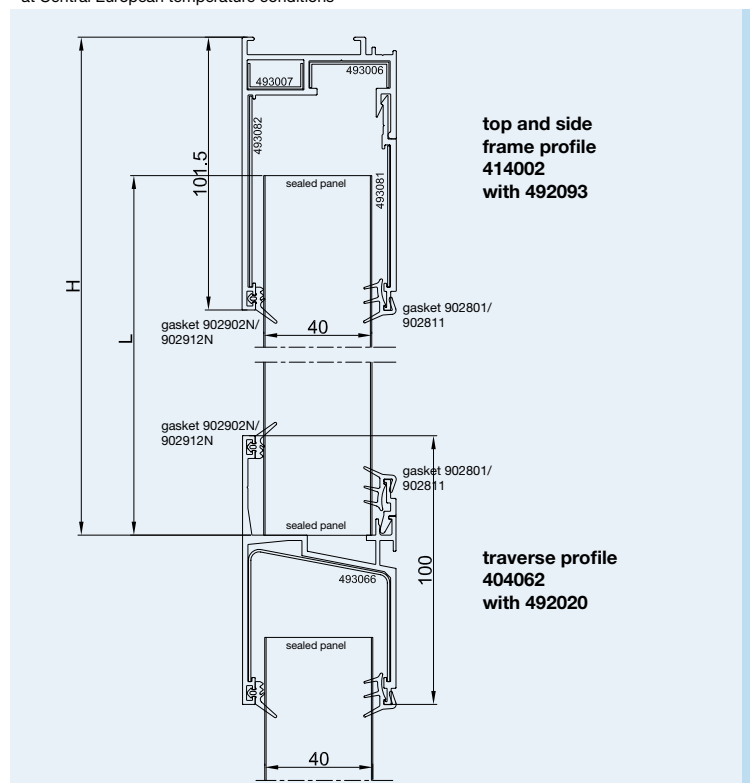 at Central European temperature conditions
493006
493007
493082
top and side
frame profile
414002
with 492093
101.5
493081
sealed panel
H
L
gasket 902902N/
902912N
40
gasket 902801/
902811
gasket 902902N/
902912N
gasket 902801/
902811
sealed panel
100
traverse profile
404062
with 492020
493066
sealed panel
40